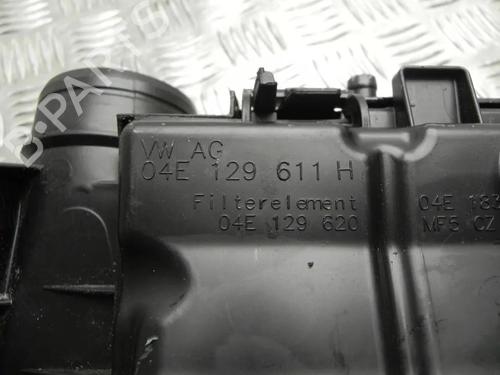 VW AG
04E 129 611 H
Filterelement
04E 129 620
04E 183
MF5 CZ
B-PARTS